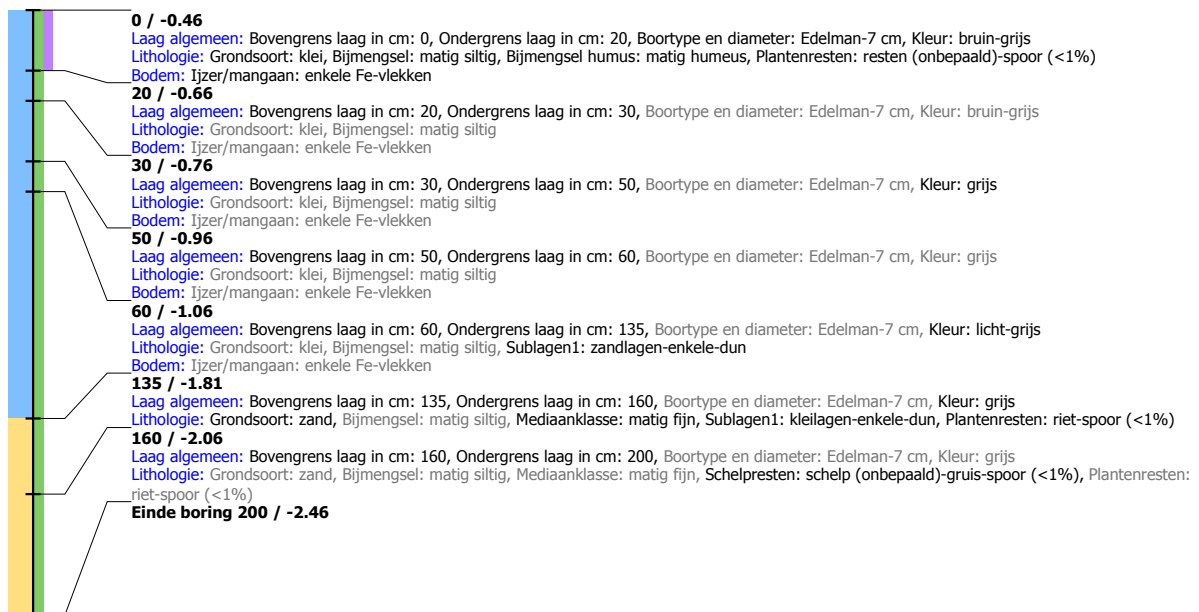 0 / -0.46
Laag algemeen: Bovengrens laag in cm: 0, Ondergrens laag in cm: 20, Boortype en diameter: Edelman-7 cm, Kleur: bruin-grijs
Lithologie: Grondsoort: klei, Bijmengsel: matig siltig, Bijmengsel humus: matig humeus, Plantenresten: resten (onbepaald)-spoor (<1%)
Bodem: Ijzer/mangaan: enkele Fe-vlekken
20 / -0.66
Laag algemeen: Bovengrens laag in cm: 20, Ondergrens laag in cm: 30, Boortype en diameter: Edelman-7 cm, Kleur: bruin-grijs
Lithologie: Grondsoort: klei, Bijmengsel: matig siltig
Bodem: Ijzer/mangaan: enkele Fe-vlekken
30 / -0.76
Laag algemeen: Bovengrens laag in cm: 30, Ondergrens laag in cm: 50, Boortype en diameter: Edelman-7 cm, Kleur: grijs
Lithologie: Grondsoort: klei, Bijmengsel: matig siltig
Bodem: Ijzer/mangaan: enkele Fe-vlekken
50 / -0.96
Laag algemeen: Bovengrens laag in cm: 50, Ondergrens laag in cm: 60, Boortype en diameter: Edelman-7 cm, Kleur: grijs
Lithologie: Grondsoort: klei, Bijmengsel: matig siltig
Bodem: Ijzer/mangaan: enkele Fe-vlekken
60 / -1.06
Laag algemeen: Bovengrens laag in cm: 60, Ondergrens laag in cm: 135, Boortype en diameter: Edelman-7 cm, Kleur: licht-grijs
Lithologie: Grondsoort: klei, Bijmengsel: matig siltig, Sublagen1: zandlagen-enkele-dun
Bodem: Ijzer/mangaan: enkele Fe-vlekken
135 / -1.81
Laag algemeen: Bovengrens laag in cm: 135, Ondergrens laag in cm: 160, Boortype en diameter: Edelman-7 cm, Kleur: grijs
Lithologie: Grondsoort: zand, Bijmengsel: matig siltig, Mediaanklasse: matig fijn, Sublagen1: kleilagen-enkele-dun, Plantenresten: riet-spoor (<1%)
160 / -2.06
Laag algemeen: Bovengrens laag in cm: 160, Ondergrens laag in cm: 200, Boortype en diameter: Edelman-7 cm, Kleur: grijs
Lithologie: Grondsoort: zand, Bijmengsel: matig siltig, Mediaanklasse: matig fijn, Schelpresten: schelp (onbepaald)-gruis-spoor (<1%), Plantenresten:
riet-spoor (<1%)
Einde boring 200 / -2.46